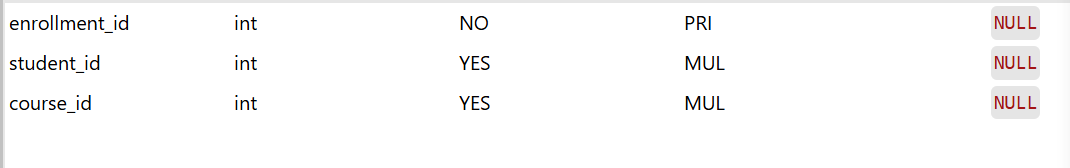 enrollment_id int NO PRI NULL
student_id int YES MUL NULL
course_id int YES MUL NULL